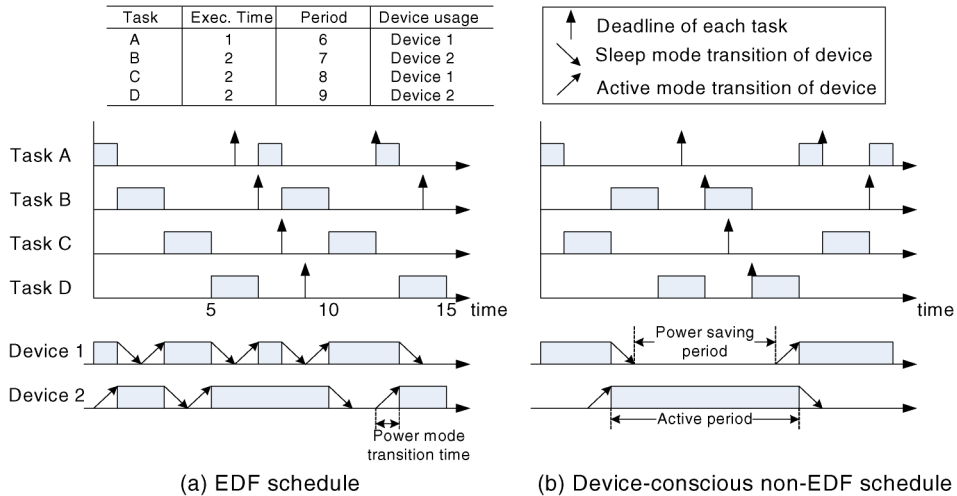 Task Exec. Time Period Device usage
A 1 6 Device 1
B 2 7 Device 2
C 2 8 Device 1
D 2 9 Device 2
Deadline of each task
Sleep mode transition of device
Active mode transition of device
Task A
Task B
Task C
Task D
5 10 15 time
time
Device 1
Device 2
Power mode
transition time
Power saving
period
Active period
(a) EDF schedule
(b) Device-conscious non-EDF schedule